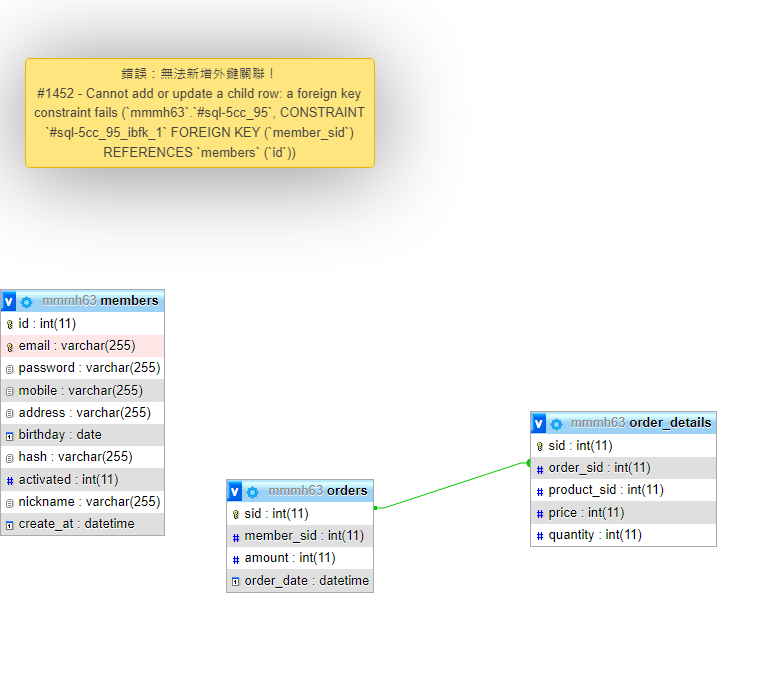 錯誤：無法新增外鍵關聯！
#1452 - Cannot add or update a child row: a foreign key
constraint fails (`mmmh63`.`#sql-5cc_95`, CONSTRAINT
`#sql-5cc_95_ibfk_1` FOREIGN KEY (`member_sid`)
REFERENCES `members` (`id`))
v mmmh63 members
id : int(11)
email : varchar(255)
password : varchar(255)
mobile : varchar(255)
address : varchar(255)
birthday : date
hash : varchar(255)
# activated : int(11)
nickname : varchar(255)
create_at : datetime
v mmmh63 orders
sid : int(11)
# member_sid : int(11)
# amount : int(11)
order_date : datetime
v mmmh63 order_details
sid : int(11)
# order_sid : int(11)
# product_sid : int(11)
# price : int(11)
# quantity : int(11)